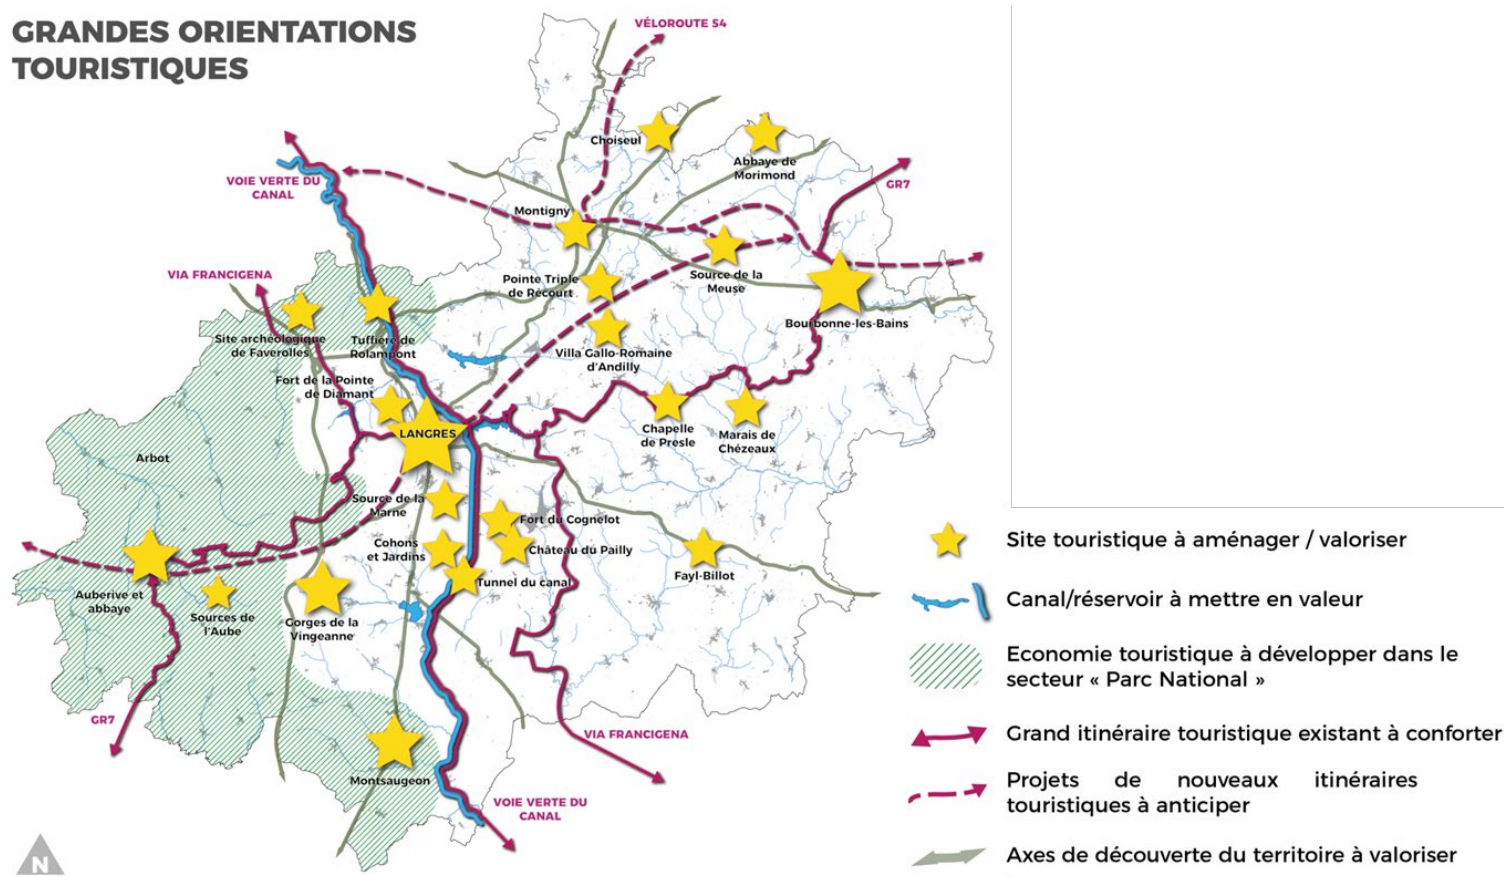 GRANDES ORIENTATIONS
TOURISTIQUES
VÉLOROUTE 54
Choiseul
Abbaye de
Morimond
GR7
VOIE VERTE DU
CANAL
Montigny
VIA FRANCIGENA
Pointe Triple
de Récourt
Source de la
Meuse
Bourbonne-les-Bains
Site archéologique
de Faverolles
Tuffière de
Rolampont
Villa Gallo-Romaine
d'Andilly
Fort de la Pointe
de Diamant
LANGRES
Chapelle
de Presle
Marais de
Chézeaux
Arbot
Source de la
Marne
Fort du Cognelot
Cohons
et Jardins
Château du Pailly
Tunnel du canal
Fayl-Billot
Auberive et
abbaye
Sources de
l'Aube
Gorges de la
Vingeanne
GR7
VIA FRANCIGENA
Montsaugeon
VOIE VERTE DU
CANAL
N
Site touristique à aménager / valoriser
Canal/réservoir à mettre en valeur
Economie touristique à développer dans le
secteur « Parc National »
Grand itinéraire touristique existant à conforter
Projets de nouveaux itinéraires
touristiques à anticiper
Axes de découverte du territoire à valoriser